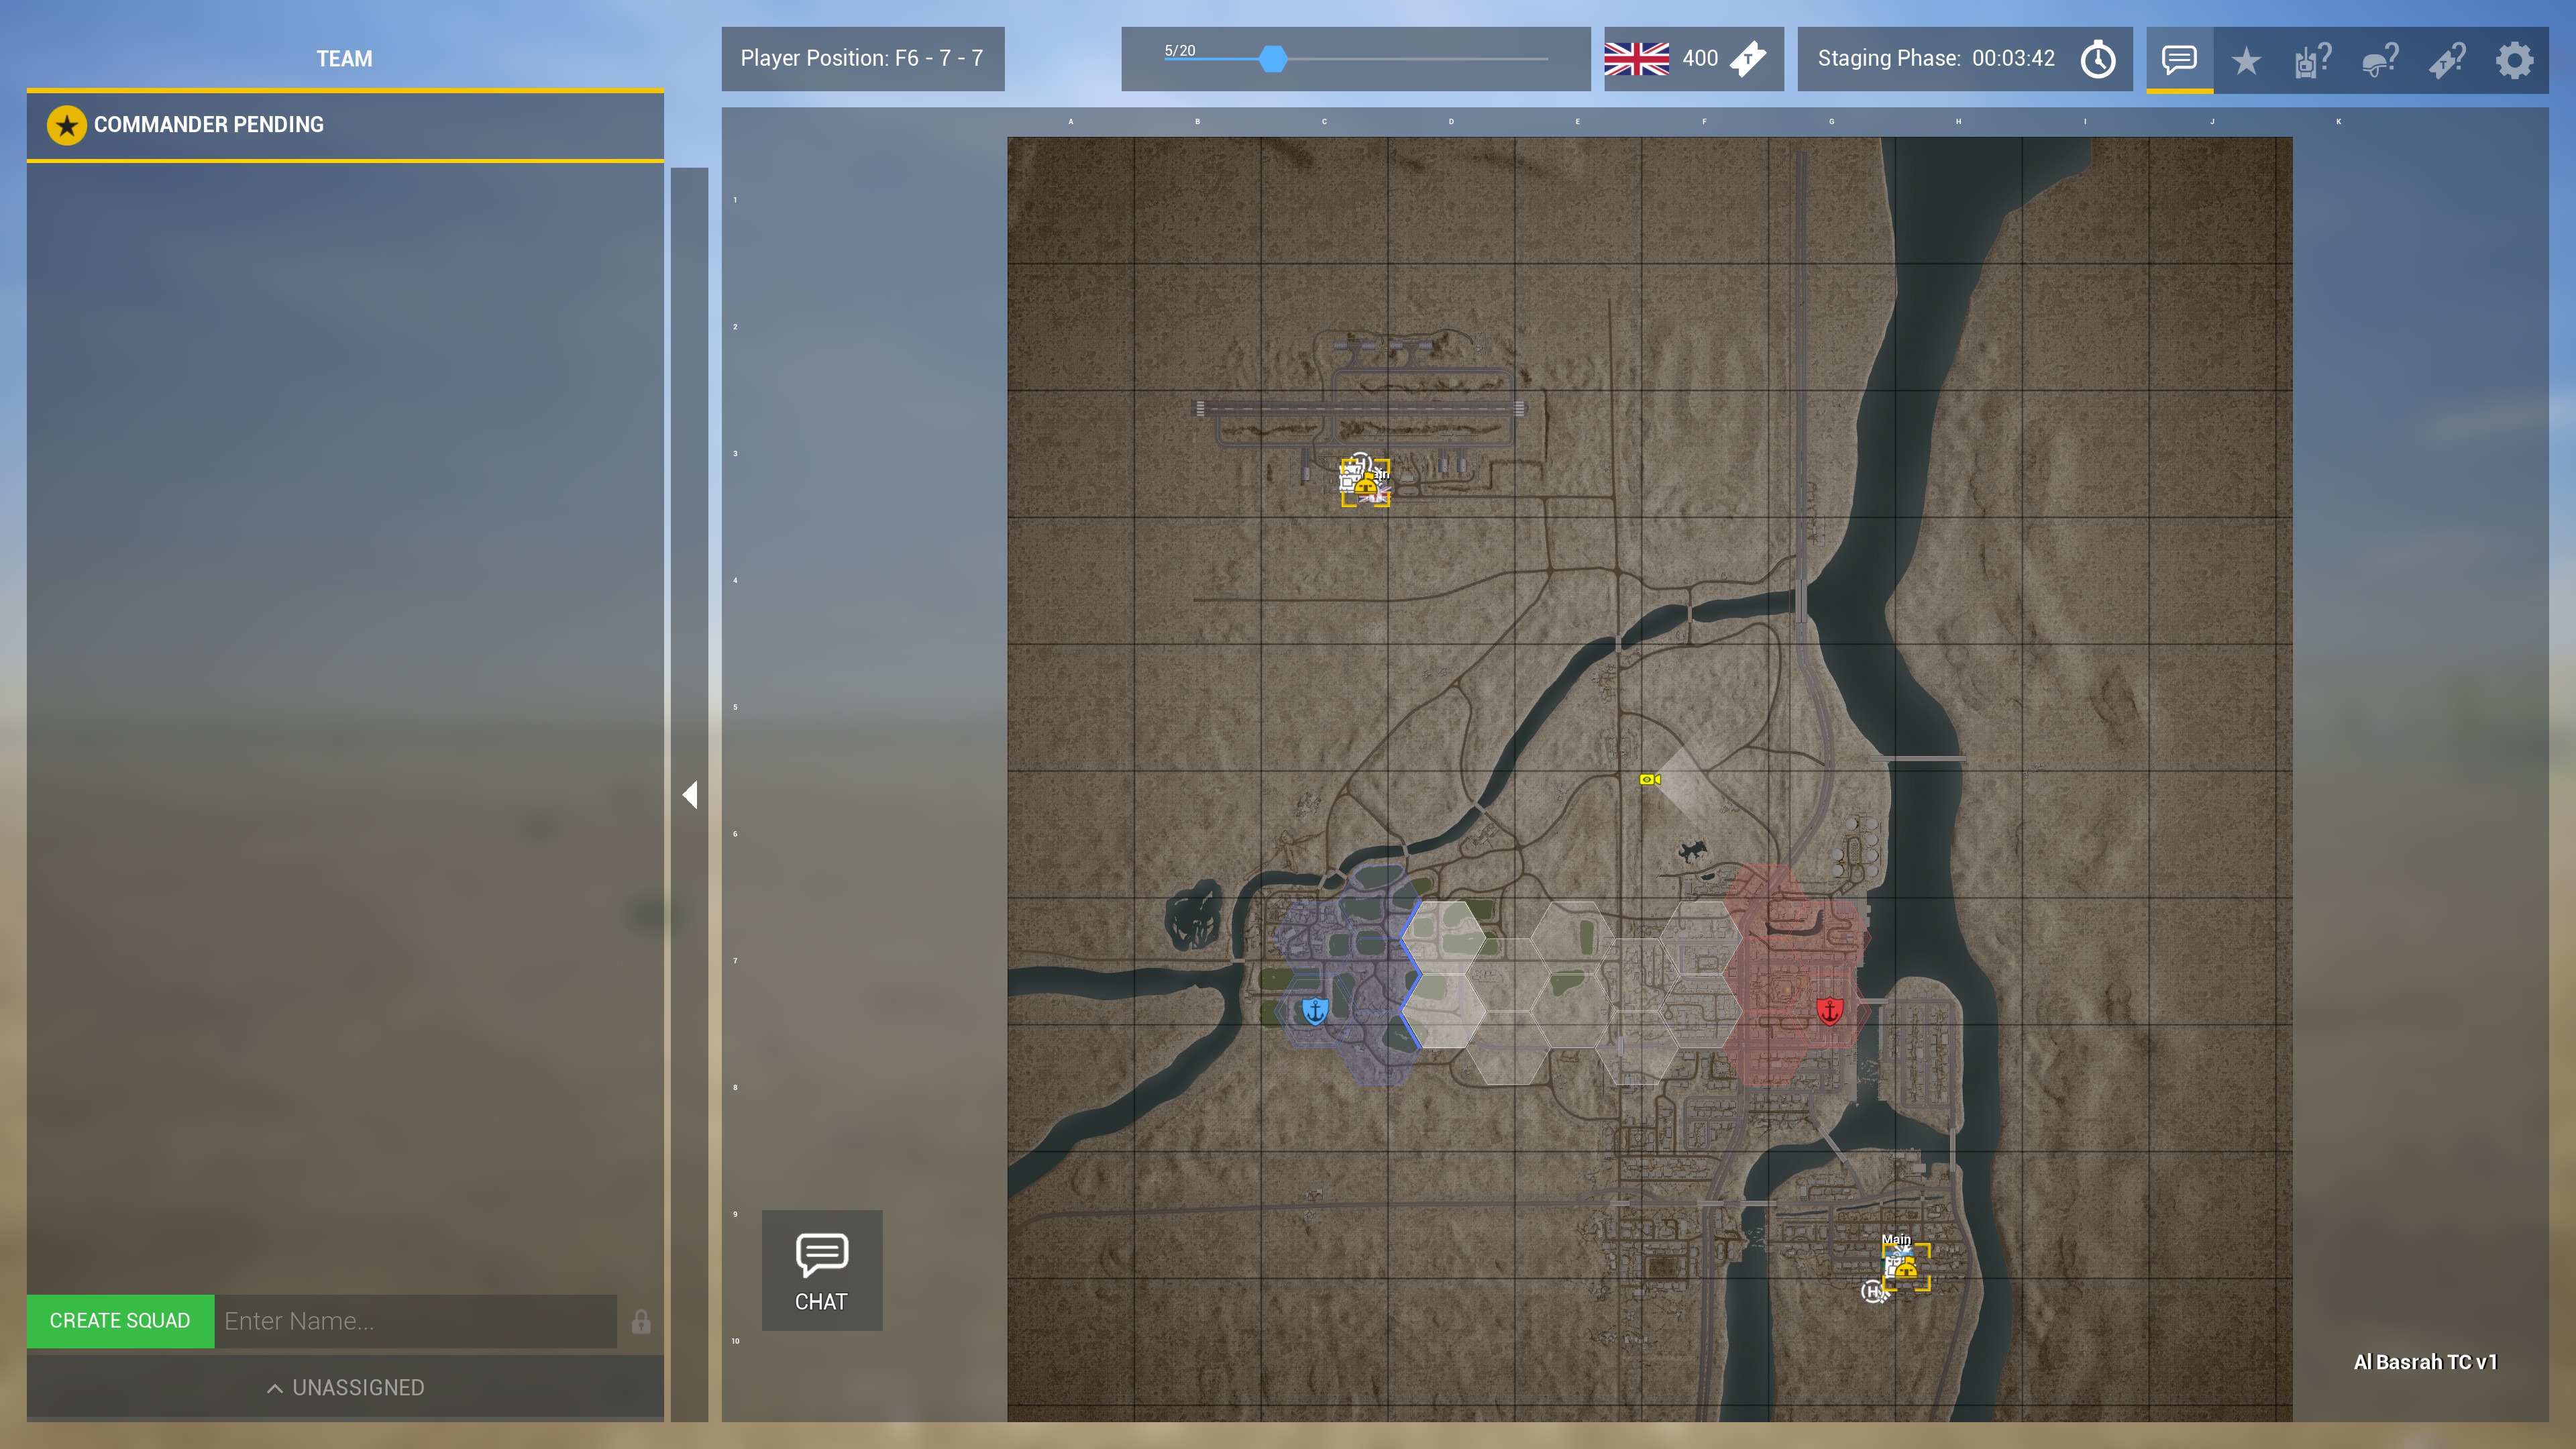 TEAM
Player Position: F6 - 7 - 7
5/20
400
T
Staging Phase: 00:03:42
?
?
T?
COMMANDER PENDING
A B C D E F G H I J K
1
2
3
H
4
5
6
7
8
9
10
Main
H
CHAT
CREATE SQUAD
Enter Name...
UNASSIGNED
Al Basrah TC v1